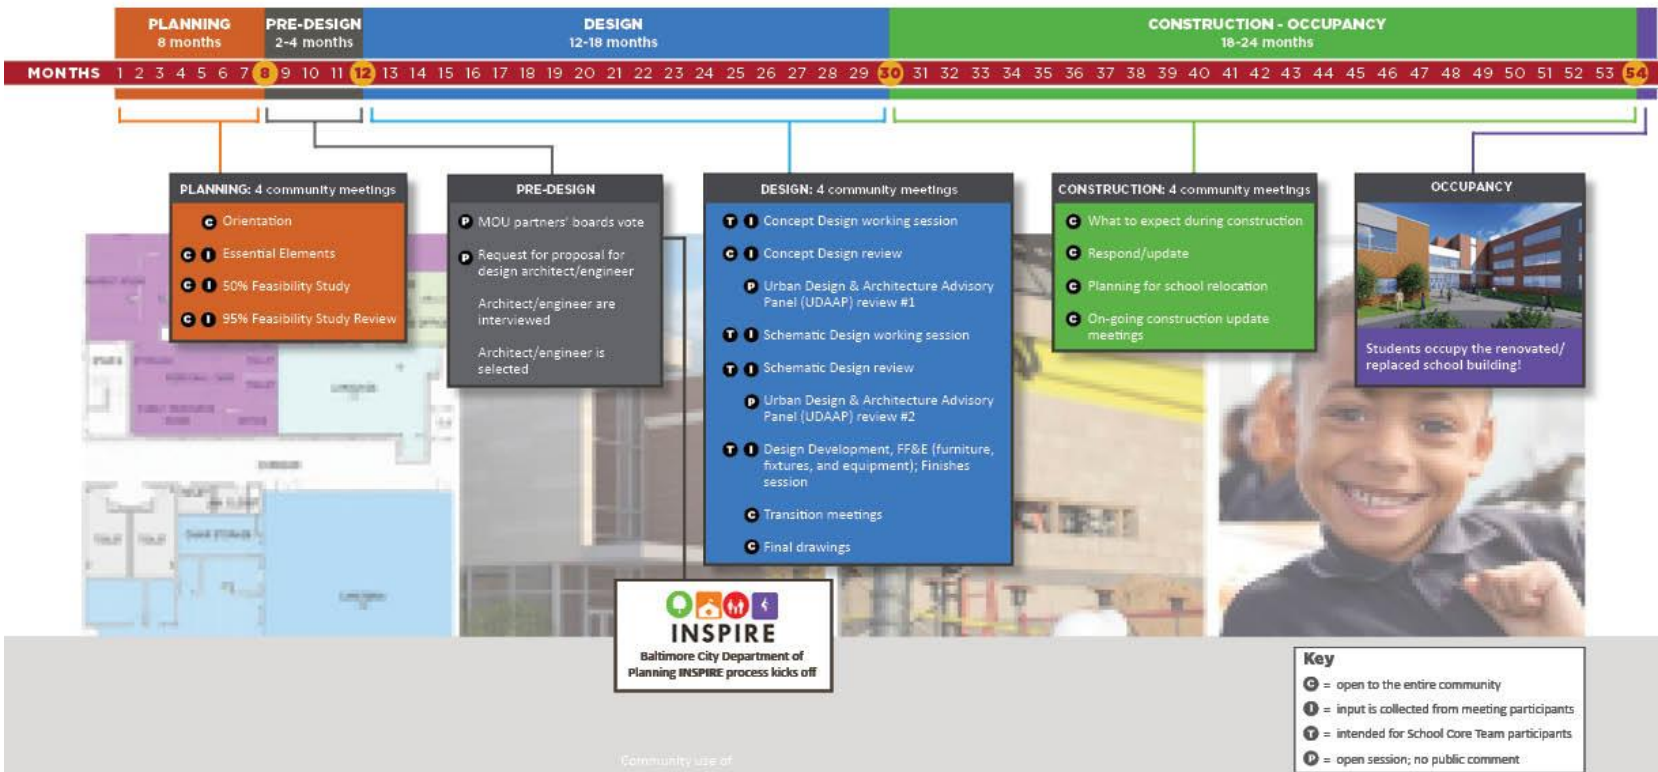 PLANNING
8 months
PRE-DESIGN
2-4 months
DESIGN
12-18 months
CONSTRUCTION - OCCUPANCY
18-24 months
MONTHS 1 2 3 4 5 6 7 8 9 10 11 12 13 14 15 16 17 18 19 20 21 22 23 24 25 26 27 28 29 30 31 32 33 34 35 36 37 38 39 40 41 42 43 44 45 46 47 48 49 50 51 52 53 54
PLANNING: 4 community meetings
C Orientation
C I Essential Elements
C I 50% Feasibility Study
C I 95% Feasibility Study Review
PRE-DESIGN
P MOU partners' boards vote
P Request for proposal for
design architect/engineer
Architect/engineer are
interviewed
Architect/engineer is
selected
DESIGN: 4 community meetings
T I Concept Design working session
C I Concept Design review
P Urban Design & Architecture Advisory
Panel (UDAAP) review #1
T I Schematic Design working session
T I Schematic Design review
P Urban Design & Architecture Advisory
Panel (UDAAP) review #2
T I Design Development, FF&E (furniture,
fixtures, and equipment); Finishes
session
C Transition meetings
C Final drawings
CONSTRUCTION: 4 community meetings
C What to expect during construction
C Respond/update
C Planning for school relocation
C On-going construction update
meetings
OCCUPANCY
Students occupy the renovated/
replaced school building!
INSPIRE
Baltimore City Department of
Planning INSPIRE process kicks off
Key
C = open to the entire community
I = input is collected from meeting participants
T = intended for School Core Team participants
P = open session; no public comment
Community use of